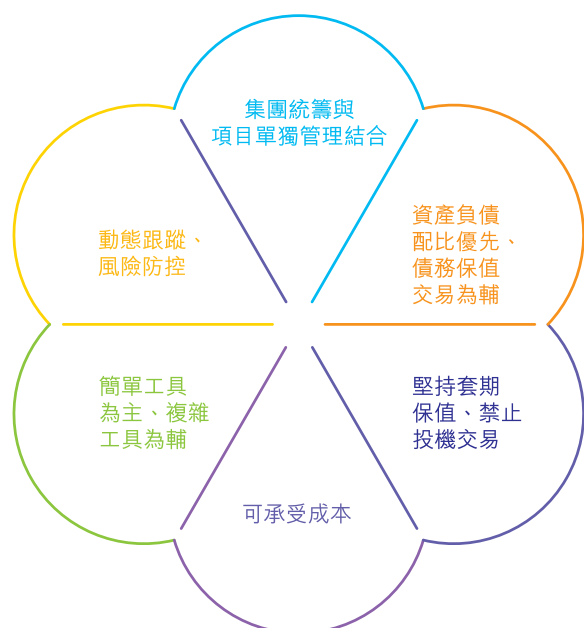 集團統籌與
項目單獨管理結合
資產負債
配比優先、
債務保值
交易為輔
堅持套期
保值、禁止
投機交易
可承受成本
簡單工具
為主、複雜
工具為輔
動態跟蹤、
風險防控